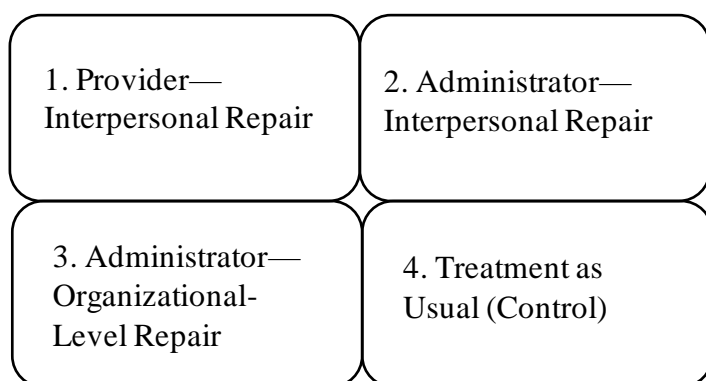 1. Provider—
Interpersonal Repair
2. Administrator—
Interpersonal Repair
3. Administrator—
Organizational-
Level Repair
4. Treatment as
Usual (Control)